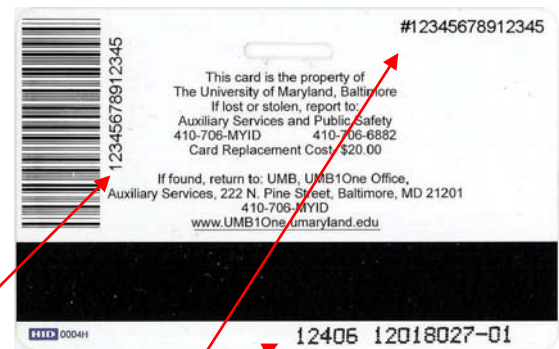 #12345678912345
12345678912345
This card is the property of
The University of Maryland, Baltimore
If lost or stolen, report to:
Auxiliary Services and Public Safety
410-706-MYID 410-706-6882
Card Replacement Cost: $20.00
If found, return to: UMB, UMB1One Office,
Auxiliary Services, 222 N. Pine Street, Baltimore, MD 21201
410-706-MYID
www.UMB1One.umaryland.edu
HID 0004H
12406 12018027-01